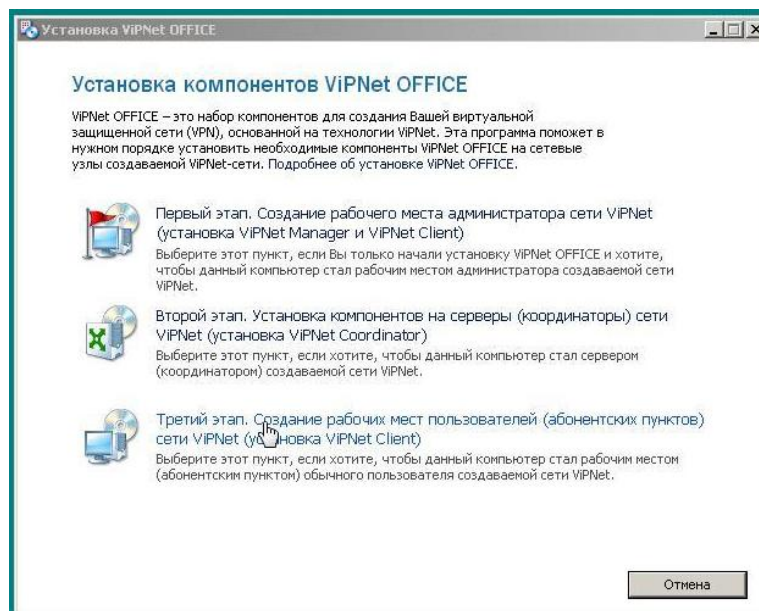 Установка ViPNet OFFICE
Установка компонентов ViPNet OFFICE
ViPNet OFFICE – это набор компонентов для создания Вашей виртуальной
защищенной сети (VPN), основанной на технологии ViPNet. Эта программа поможет в
нужном порядке установить необходимые компоненты ViPNet OFFICE на сетевые
узлы создаваемой ViPNet-сети. Подробнее об установке ViPNet OFFICE.
Первый этап. Создание рабочего места администратора сети ViPNet
(установка ViPNet Manager и ViPNet Client)
Выберите этот пункт, если Вы только начали установку ViPNet OFFICE и хотите,
чтобы данный компьютер стал рабочим местом администратора создаваемой сети
ViPNet.
Второй этап. Установка компонентов на серверы (координаторы) сети
ViPNet (установка ViPNet Coordinator)
Выберите этот пункт, если хотите, чтобы данный компьютер стал сервером
(координатором) создаваемой сети ViPNet.
Третий этап. Создание рабочих мест пользователей (абонентских пунктов)
сети ViPNet (установка ViPNet Client)
Выберите этот пункт, если хотите, чтобы данный компьютер стал рабочим местом
(абонентским пунктом) обычного пользователя создаваемой сети ViPNet.
Отмена